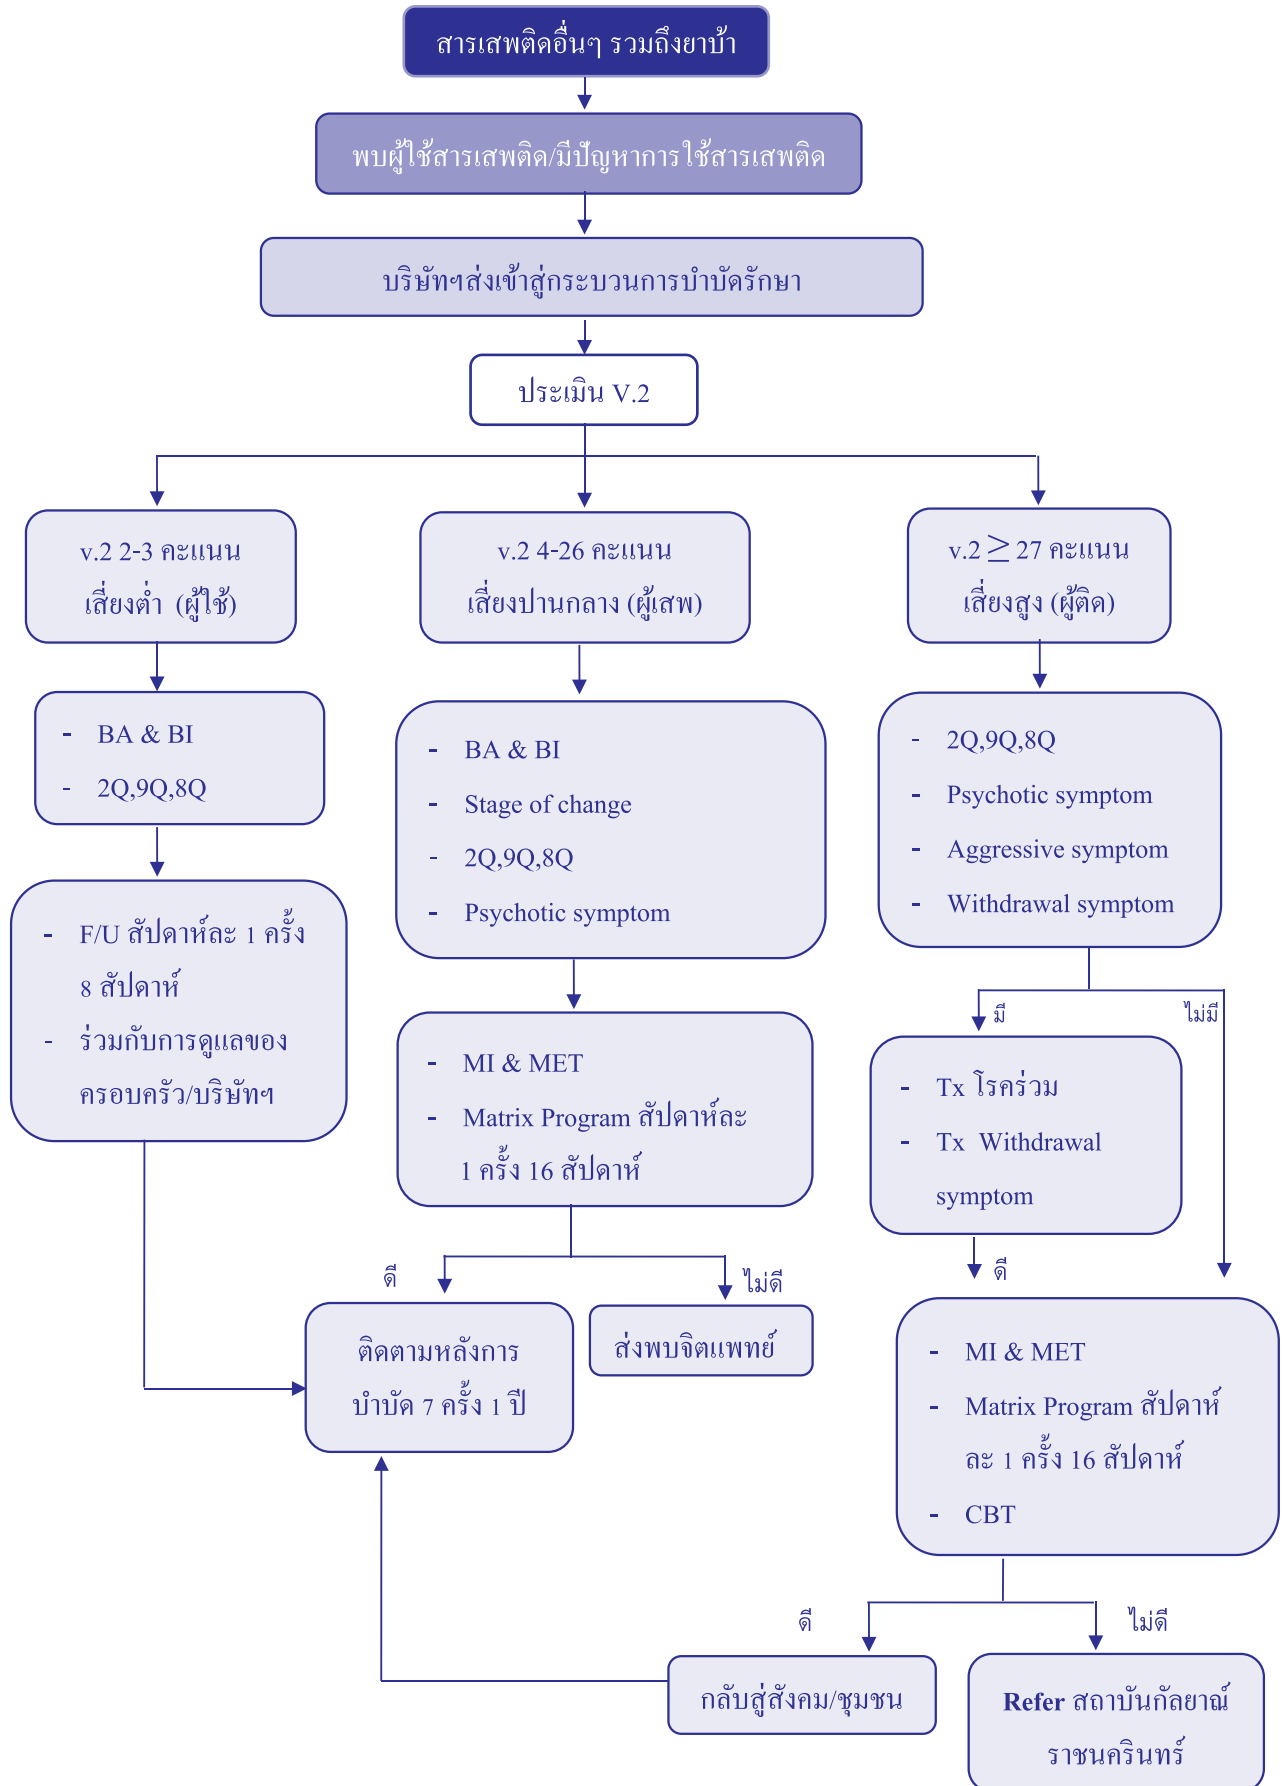 สารเสพติดอื่นๆ รวมถึงยาบ้า
พบผู้ใช้สารเสพติด/มีปัญหาการใช้สารเสพติด
บริษัทฯส่งเข้าสู่กระบวนการบำบัดรักษา
ประเมิน V.2
v.2 2-3 คะแนน
เสี่ยงต่ำ (ผู้ใช้)
v.2 4-26 คะแนน
เสี่ยงปานกลาง (ผู้เสพ)
v.2 ≥ 27 คะแนน
เสี่ยงสูง (ผู้ติด)
- BA & BI
- 2Q,9Q,8Q
- BA & BI
- Stage of change
- 2Q,9Q,8Q
- Psychotic symptom
- 2Q,9Q,8Q
- Psychotic symptom
- Aggressive symptom
- Withdrawal symptom
- F/U สัปดาห์ละ 1 ครั้ง
8 สัปดาห์
- ร่วมกับการดูแลของ
ครอบครัว/บริษัทฯ
- MI & MET
- Matrix Program สัปดาห์ละ
1 ครั้ง 16 สัปดาห์
มี
ไม่มี
- Tx โรคร่วม
- Tx Withdrawal
symptom
ดี
ไม่ดี
ดี
ติดตามหลังการ
บำบัด 7 ครั้ง 1 ปี
ส่งพบจิตแพทย์
- MI & MET
- Matrix Program สัปดาห์
ละ 1 ครั้ง 16 สัปดาห์
- CBT
ดี
ไม่ดี
กลับสู่สังคม/ชุมชน
Refer สถาบันกัลยาณ์
ราชนครินทร์